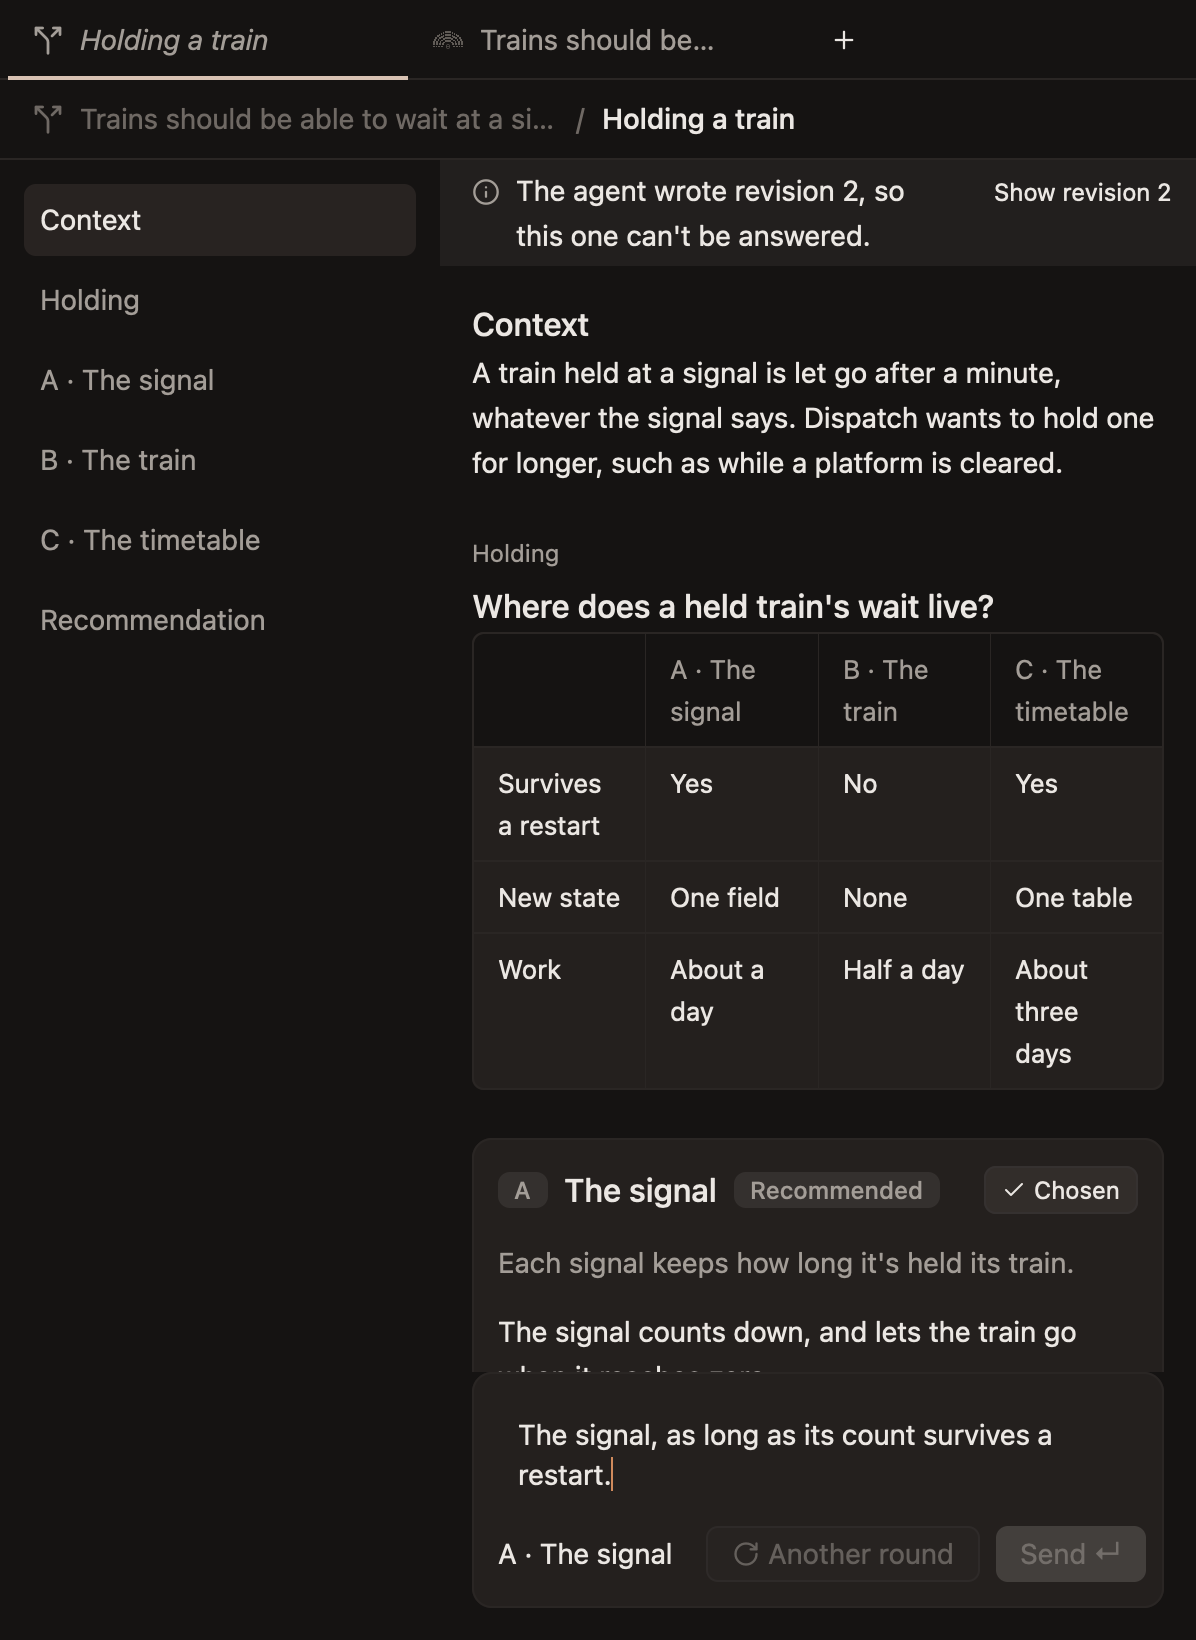 Holding a train
Trains should be...
Trains should be able to wait at a si... / Holding a train
Context
Holding
A · The signal
B · The train
C · The timetable
Recommendation
The agent wrote revision 2, so
this one can't be answered.
Show revision 2
Context
A train held at a signal is let go after a minute,
whatever the signal says. Dispatch wants to hold one
for longer, such as while a platform is cleared.
Holding
Where does a held train's wait live?
A · The
signal
B · The
train
C · The
timetable
Survives
a restart
Yes
No
Yes
New state
One field
None
One table
Work
About a
day
Half a day
About
three
days
A
The signal
Recommended
Chosen
Each signal keeps how long it's held its train.
The signal counts down, and lets the train go
when it reaches zero
The signal, as long as its count survives a
restart.
A · The signal
Another round
Send